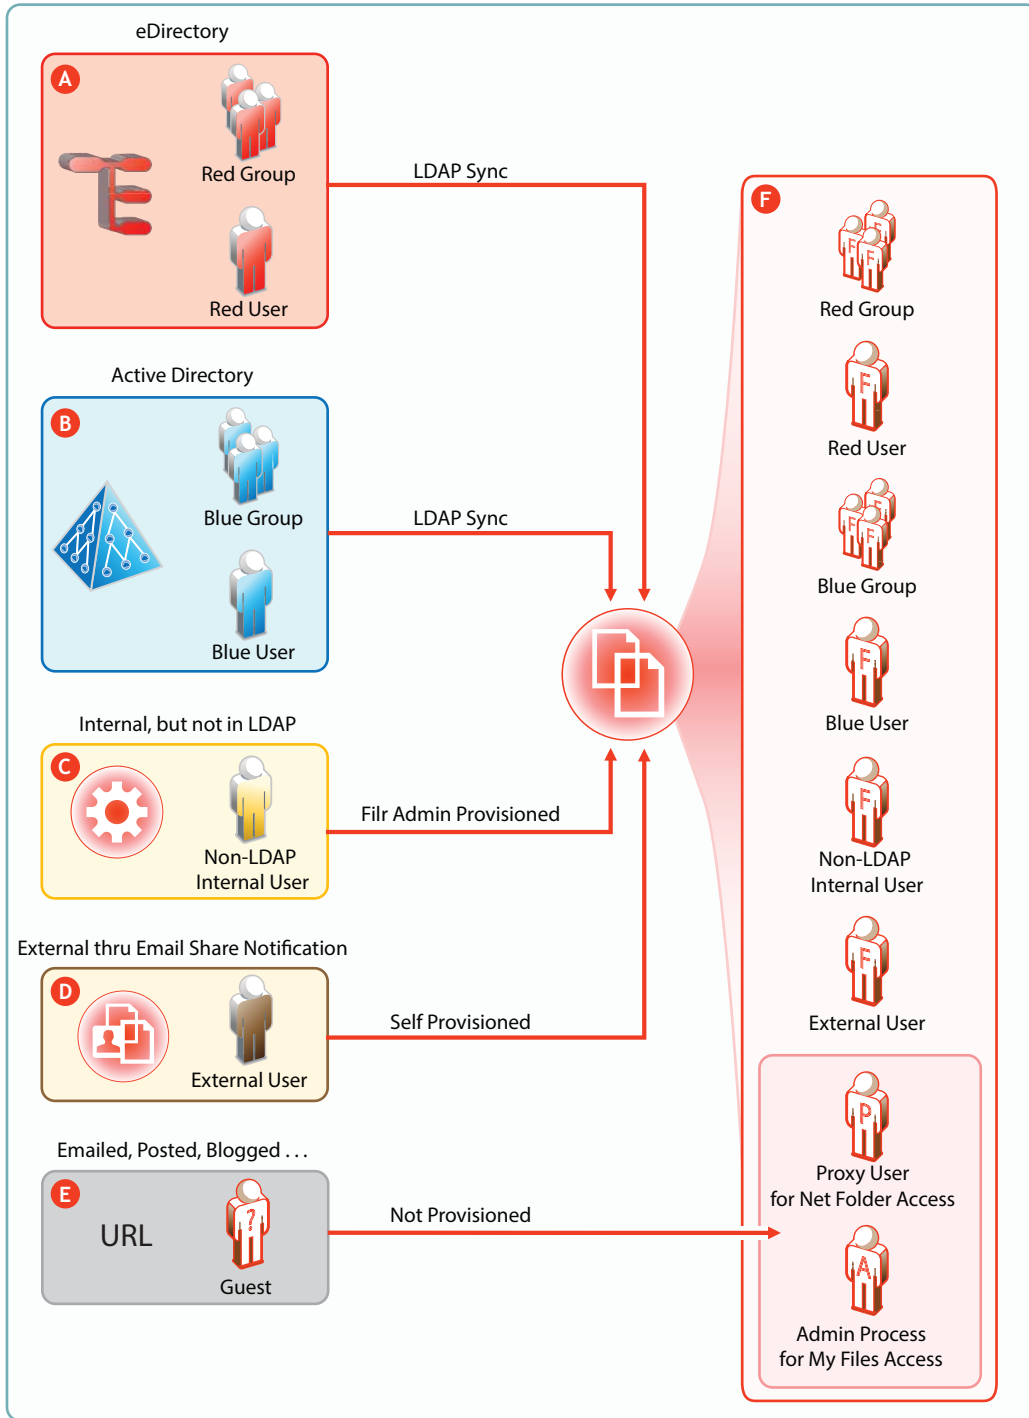 eDirectory
A
Red Group
Red User
LDAP Sync
Active Directory
B
Blue Group
Blue User
LDAP Sync
Internal, but not in LDAP
C
Non-LDAP
Internal User
Filr Admin Provisioned
External thru Email Share Notification
D
External User
Self Provisioned
Emailed, Posted, Blogged . . .
E
URL
?
Guest
Not Provisioned
F
F
F
F
Red Group
F
Red User
F
F
F
Blue Group
F
Blue User
F
Non-LDAP
Internal User
F
External User
P
Proxy User
for Net Folder Access
A
Admin Process
for My Files Access